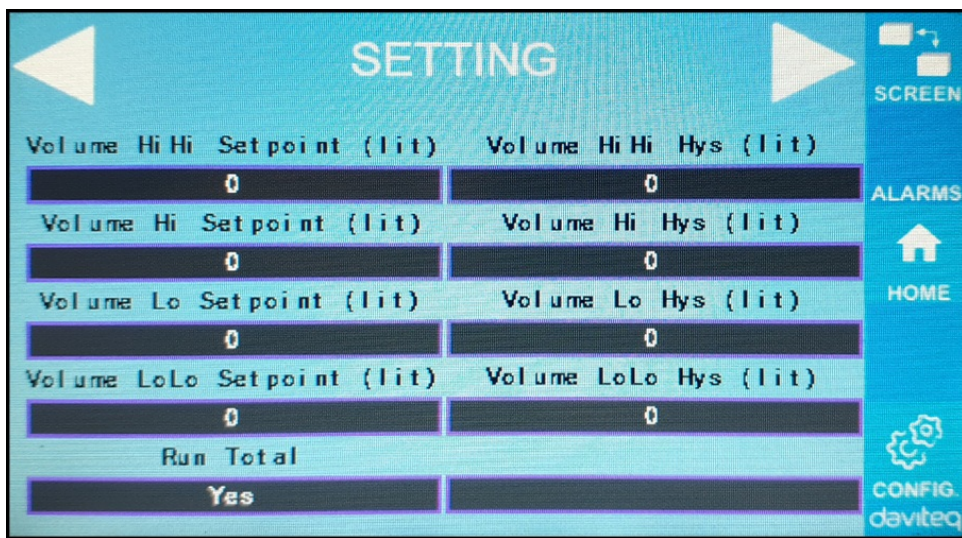 SETTING
SCREEN
Volume HiHi Setpoint (lit) Volume HiHi Hys (lit)
0 0
ALARMS
Volume Hi Setpoint (lit) Volume Hi Hys (lit)
0 0
HOME
Volume Lo Setpoint (lit) Volume Lo Hys (lit)
0 0
Volume LoLo Setpoint (lit) Volume LoLo Hys (lit)
0 0
Run Total
Yes
CONFIG.
daviteq